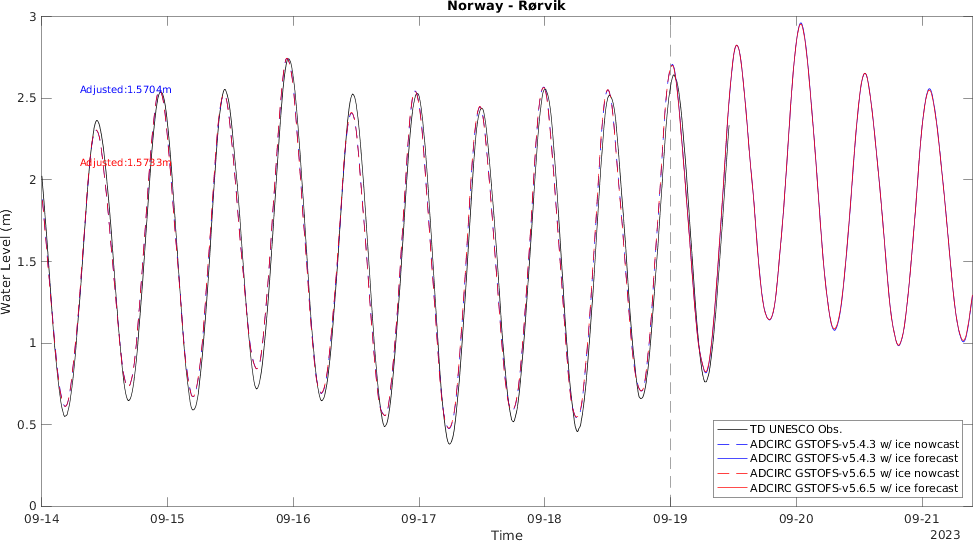 Norway - Rørvik
3
2.5
2
1.5
1
0.5
0
Water Level (m)
Adjusted:1.5704m
Adjusted:1.5733m
TD UNESCO Obs.
ADCIRC GSTOFS-v5.4.3 w/ ice nowcast
ADCIRC GSTOFS-v5.4.3 w/ ice forecast
ADCIRC GSTOFS-v5.6.5 w/ ice nowcast
ADCIRC GSTOFS-v5.6.5 w/ ice forecast
09-14 09-15 09-16 09-17 09-18 09-19 09-20 09-21
Time
2023